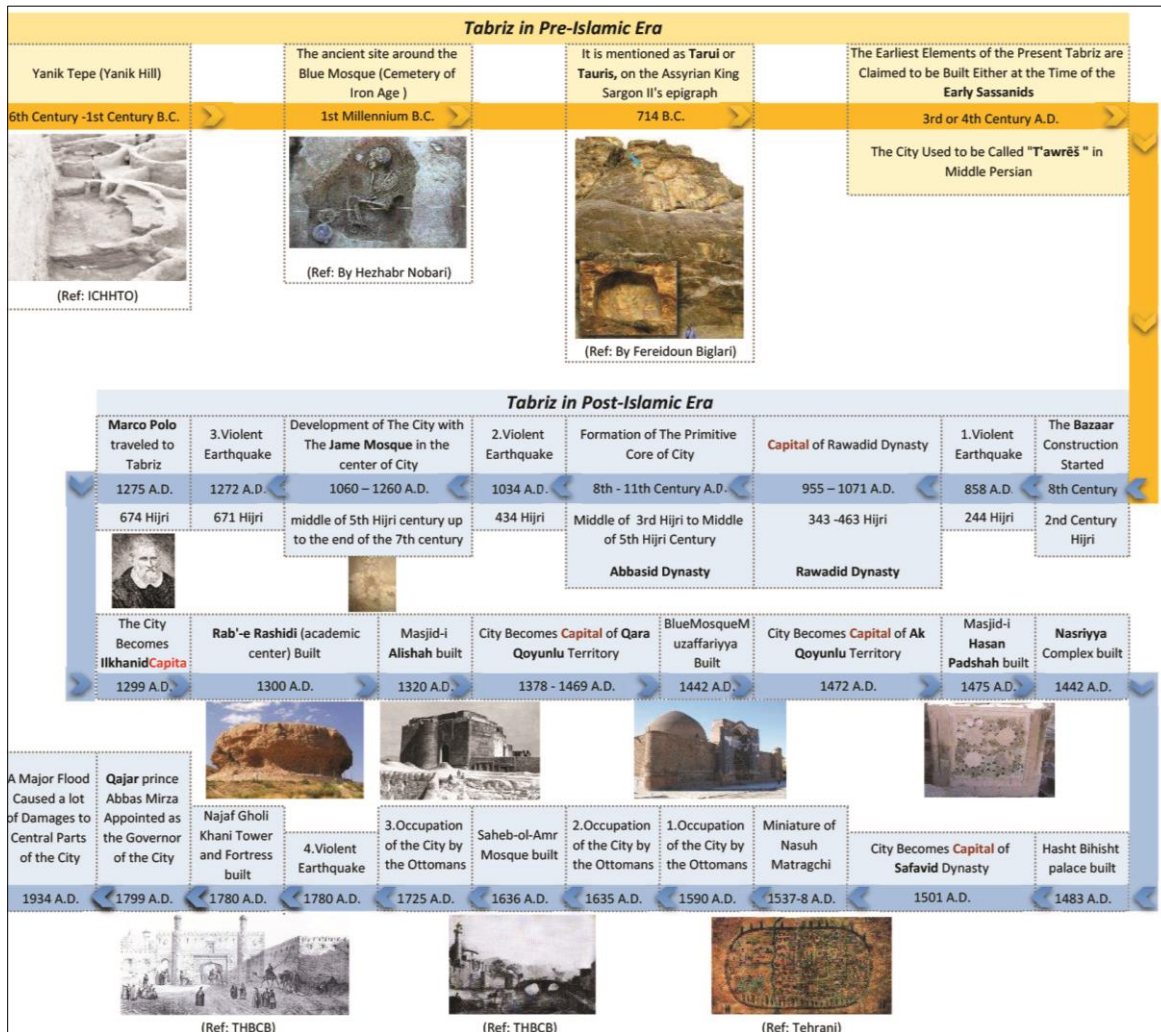 Tabriz in Pre-Islamic Era
Yanik Tepe (Yanik Hill)
6th Century -1st Century B.C.
(Ref: ICHHTO)
The ancient site around the
Blue Mosque (Cemetery of
Iron Age )
1st Millennium B.C.
(Ref: By Hezhabr Nobari)
It is mentioned as Tarui or
Tauris, on the Assyrian King
Sargon II's epigraph
714 B.C.
(Ref: By Fereidoun Biglari)
The Earliest Elements of the Present Tabriz are
Claimed to be Built Either at the Time of the
Early Sassanids
3rd or 4th Century A.D.
The City Used to be Called "T'awrēš " in
Middle Persian
Tabriz in Post-Islamic Era
The Bazaar
Construction
Started
8th Century
2nd Century
Hijri
1.Violent
Earthquake
858 A.D.
244 Hijri
Capital of Rawadid Dynasty
955 – 1071 A.D.
343 -463 Hijri
Rawadid Dynasty
Formation of The Primitive
Core of City
8th - 11th Century A.D.
Middle of 3rd Hijri to Middle
of 5th Hijri Century
Abbasid Dynasty
2.Violent
Earthquake
1034 A.D.
434 Hijri
Development of The City with
The Jame Mosque in the
center of City
1060 – 1260 A.D.
middle of 5th Hijri century up
to the end of the 7th century
3.Violent
Earthquake
1272 A.D.
671 Hijri
Marco Polo
traveled to
Tabriz
1275 A.D.
674 Hijri
The City
Becomes
IlkhanidCapita
1299 A.D.
Rab'-e Rashidi (academic
center) Built
1300 A.D.
Masjid-i
Alishah built
1320 A.D.
City Becomes Capital of Qara
Qoyunlu Territory
1378 - 1469 A.D.
BlueMosqueM
uzaffariyya
Built
1442 A.D.
City Becomes Capital of Ak
Qoyunlu Territory
1472 A.D.
Masjid-i
Hasan
Padshah built
1475 A.D.
Nasriyya
Complex built
1442 A.D.
Hasht Bihisht
palace built
1483 A.D.
City Becomes Capital of
Safavid Dynasty
1501 A.D.
Miniature of
Nasuh
Matragchi
1537-8 A.D.
(Ref: Tehrani)
1.Occupation
of the City by
the Ottomans
1590 A.D.
2.Occupation
of the City by
the Ottomans
1635 A.D.
Saheb-ol-Amr
Mosque built
1636 A.D.
(Ref: THBCB)
3.Occupation
of the City by
the Ottomans
1725 A.D.
4.Violent
Earthquake
1780 A.D.
Najaf Gholi
Khani Tower
and Fortress
built
1780 A.D.
(Ref: THBCB)
Qajar prince
Abbas Mirza
Appointed as
the Governor
of the City
1799 A.D.
A Major Flood
Caused a lot
of Damages to
Central Parts
of the City
1934 A.D.